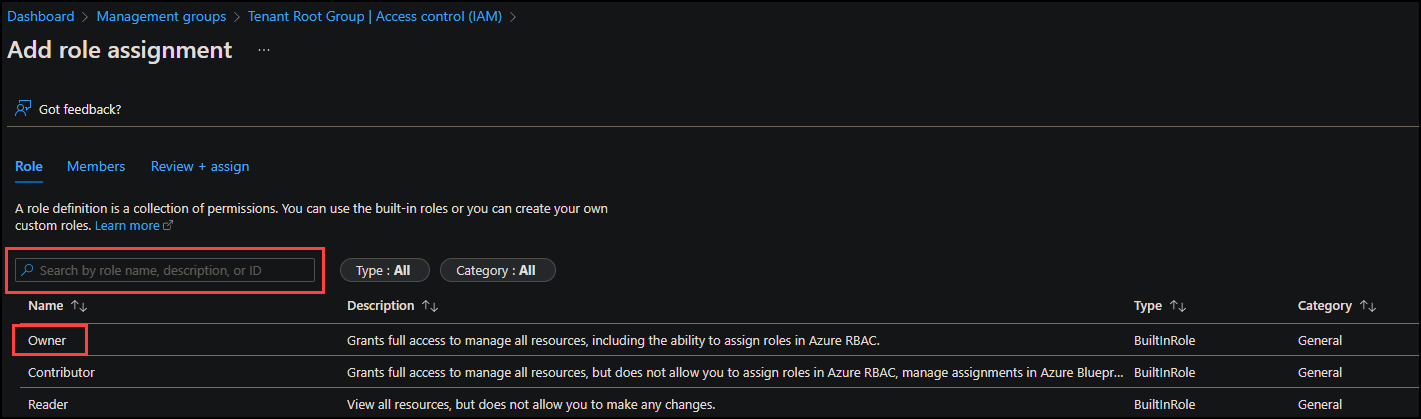 Dashboard > Management groups > Tenant Root Group | Access control (IAM) >
Add role assignment ...
Got feedback?
Role Members Review + assign
A role definition is a collection of permissions. You can use the built-in roles or you can create your own
custom roles. Learn more
Search by role name, description, or ID Type : All Category : All
Name ↑↓ Description ↑↓ Type ↑↓ Category ↑↓
Owner Grants full access to manage all resources, including the ability to assign roles in Azure RBAC. BuiltInRole General
Contributor Grants full access to manage all resources, but does not allow you to assign roles in Azure RBAC, manage assignments in Azure Bluepr... BuiltInRole General
Reader View all resources, but does not allow you to make any changes. BuiltInRole General